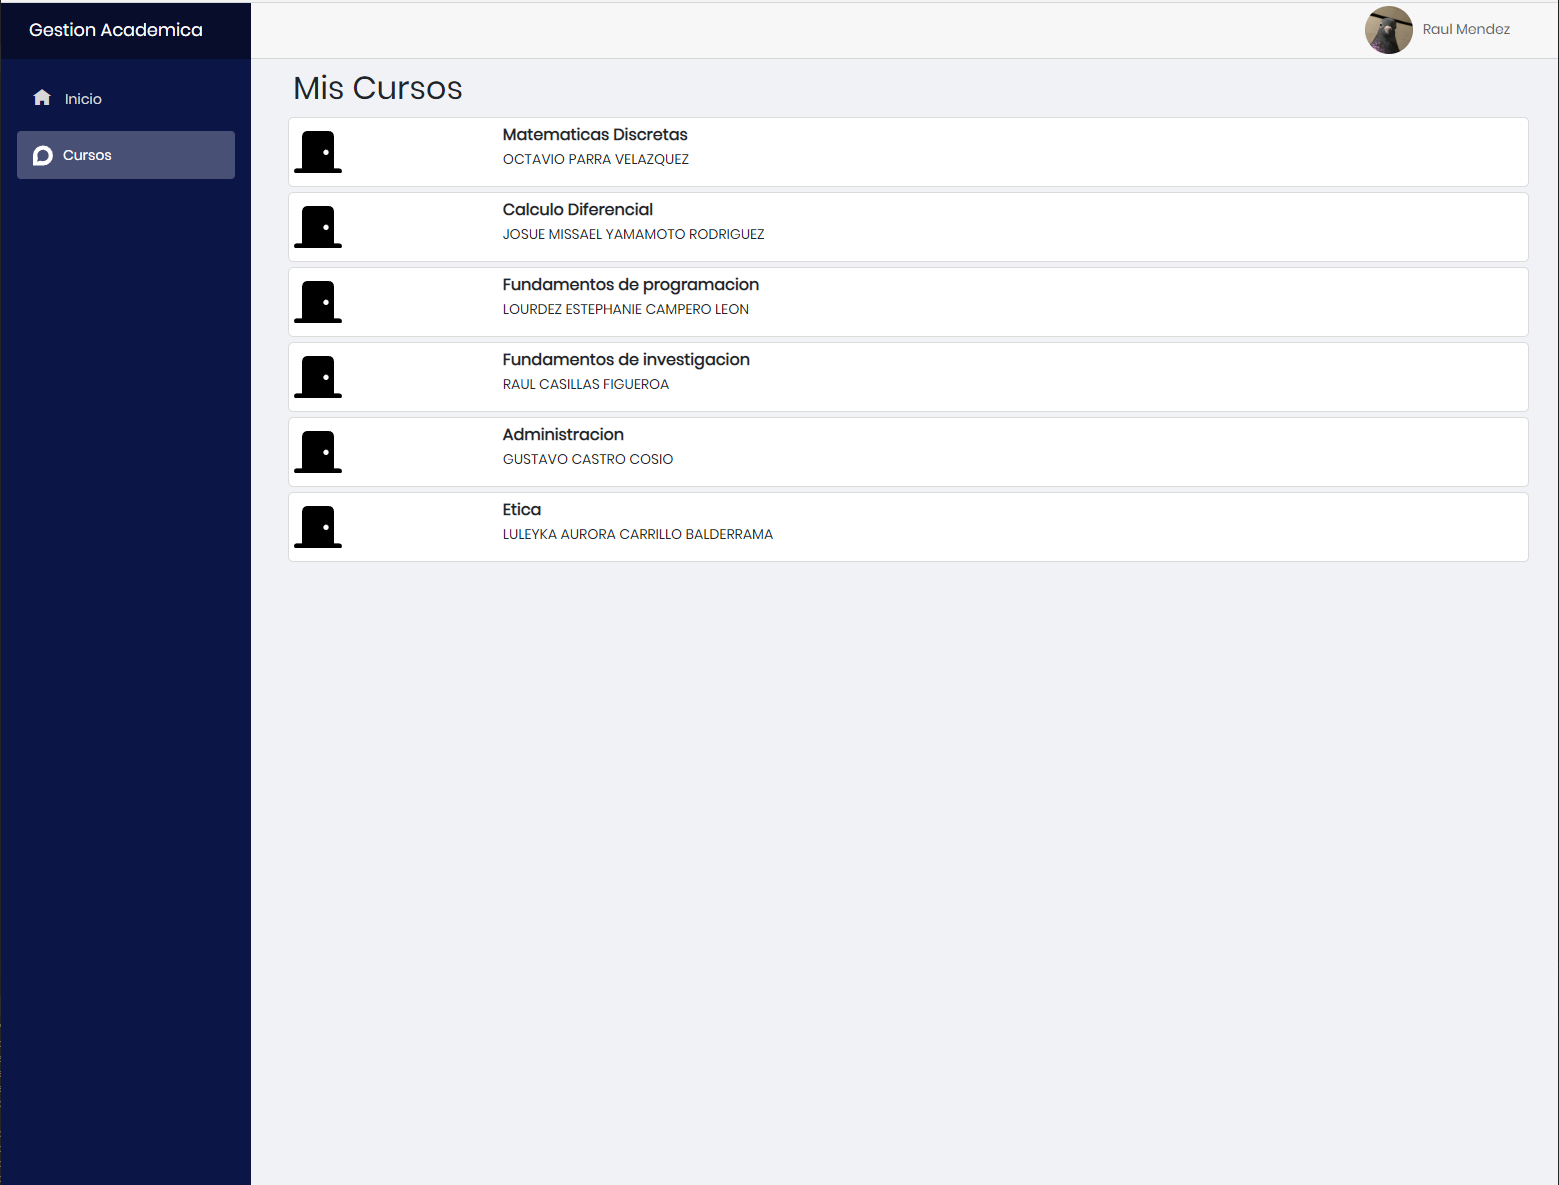 Gestion Academica
Raul Mendez
Inicio
Cursos
Mis Cursos
Matematicas Discretas
OCTAVIO PARRA VELAZQUEZ
Calculo Diferencial
JOSUE MISSAEL YAMAMOTO RODRIGUEZ
Fundamentos de programacion
LOURDEZ ESTEPHANIE CAMPERO LEON
Fundamentos de investigacion
RAUL CASILLAS FIGUEROA
Administracion
GUSTAVO CASTRO COSIO
Etica
LULEYKA AURORA CARRILLO BALDERRAMA